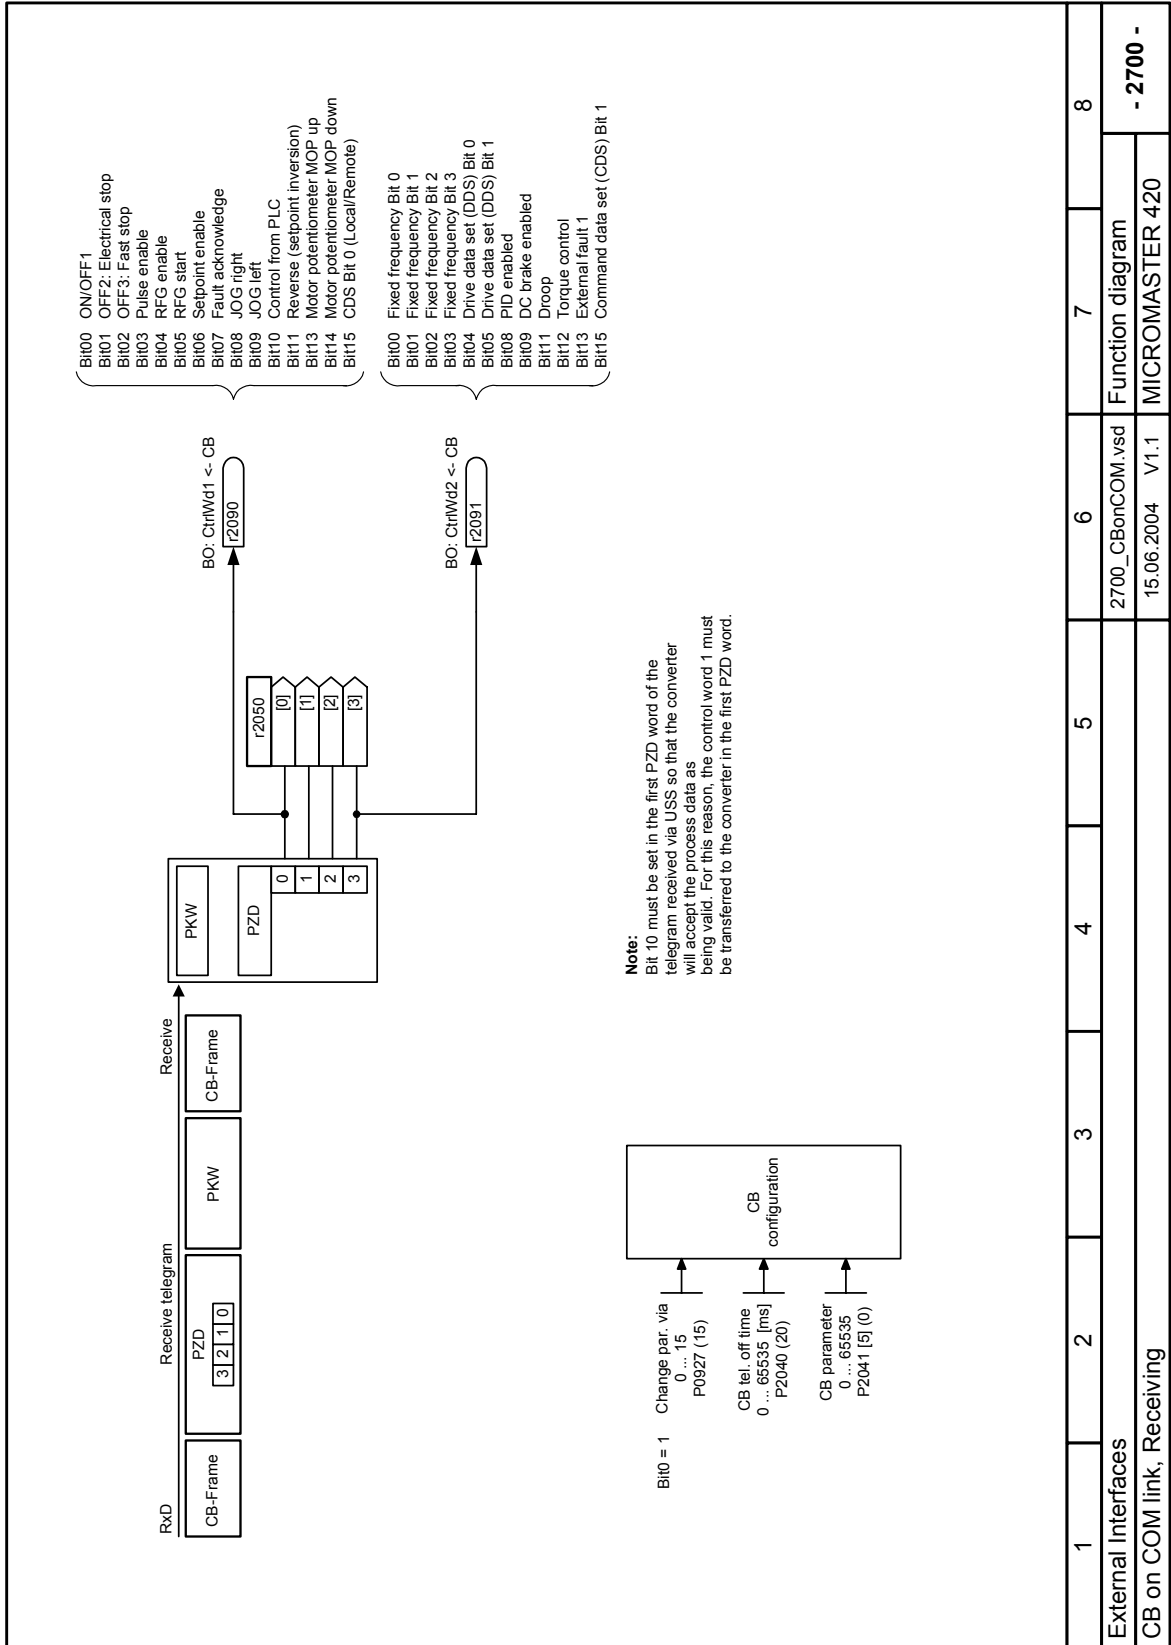 RxD
Receive telegram
Receive
CB-Frame
PZD
3 2 1 0
PKW
CB-Frame
PKW
PZD
0
1
2
3
r2050
[0]
[1]
[2]
[3]
BO: CtrlWd1 <- CB
r2090
BO: CtrlWd2 <- CB
r2091
Bit00 ON/OFF1
Bit01 OFF2: Electrical stop
Bit02 OFF3: Fast stop
Bit03 Pulse enable
Bit04 RFG enable
Bit05 RFG start
Bit06 Setpoint enable
Bit07 Fault acknowledge
Bit08 JOG right
Bit09 JOG left
Bit10 Control from PLC
Bit11 Reverse (setpoint inversion)
Bit13 Motor potentiometer MOP up
Bit14 Motor potentiometer MOP down
Bit15 CDS Bit 0 (Local/Remote)
Bit00 Fixed frequency Bit 0
Bit01 Fixed frequency Bit 1
Bit02 Fixed frequency Bit 2
Bit03 Fixed frequency Bit 3
Bit04 Drive data set (DDS) Bit 0
Bit05 Drive data set (DDS) Bit 1
Bit08 PID enabled
Bit09 DC brake enabled
Bit11 Droop
Bit12 Torque control
Bit13 External fault 1
Bit15 Command data set (CDS) Bit 1
Bit0 = 1
Change par. via
0 ... 15
P0927 (15)
CB tel. off time
0 ... 65535 [ms]
P2040 (20)
CB parameter
0 ... 65535
P2041 [5] (0)
CB
configuration
Note:
Bit 10 must be set in the first PZD word of the
telegram received via USS so that the converter
will accept the process data as
being valid. For this reason, the control word 1 must
be transferred to the converter in the first PZD word.
1 2 3 4 5 6 7 8
External Interfaces
2700_CBonCOM.vsd
Function diagram
- 2700 -
CB on COM link, Receiving
15.06.2004 V1.1
MICROMASTER 420